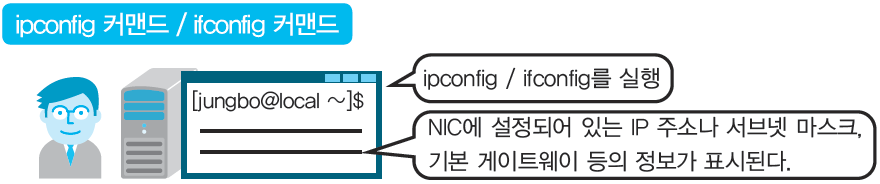 ipconfig 커맨드 / ifconfig 커맨드
ipconfig / ifconfig를 실행
[jungbo@local ~]$
NIC에 설정되어 있는 IP 주소나 서브넷 마스크,
기본 게이트웨이 등의 정보가 표시된다.